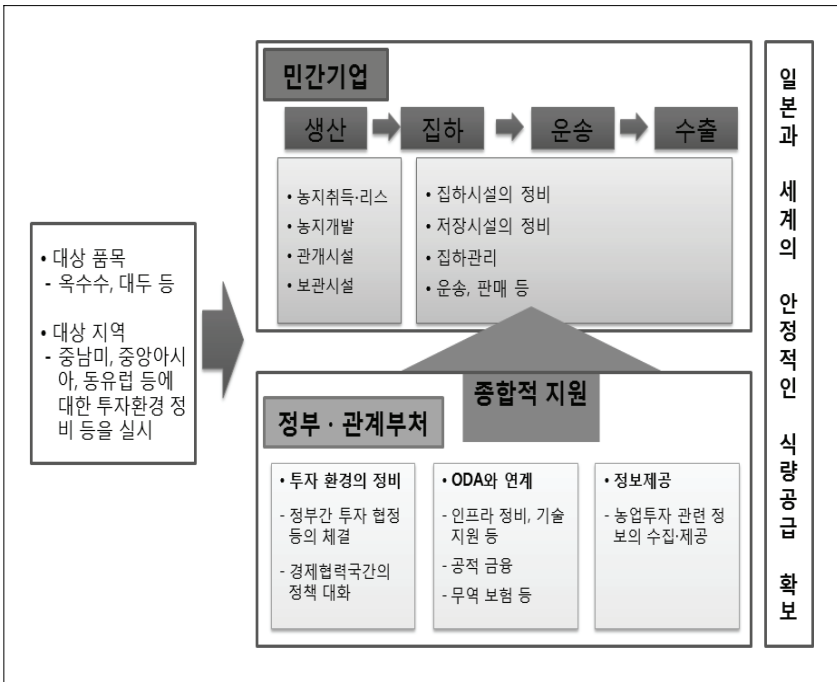 민간기업
생산
집하
운송
수출
• 농지취득·리스
• 농지개발
• 관개시설
• 보관시설
• 집하시설의 정비
• 저장시설의 정비
• 집하관리
• 운송, 판매 등
• 대상 품목
- 옥수수, 대두 등
• 대상 지역
- 중남미, 중앙아시
아, 동유럽 등에
대한 투자환경 정
비 등을 실시
종합적 지원
정부 · 관계부처
• 투자 환경의 정비
- 정부간 투자 협정
등의 체결
- 경제협력국간의
정책 대화
• ODA와 연계
- 인프라 정비, 기술
지원 등
- 공적 금융
- 무역 보험 등
• 정보제공
- 농업투자 관련 정
보의 수집·제공
일본과 세계의 안정적인 식량공급 확보